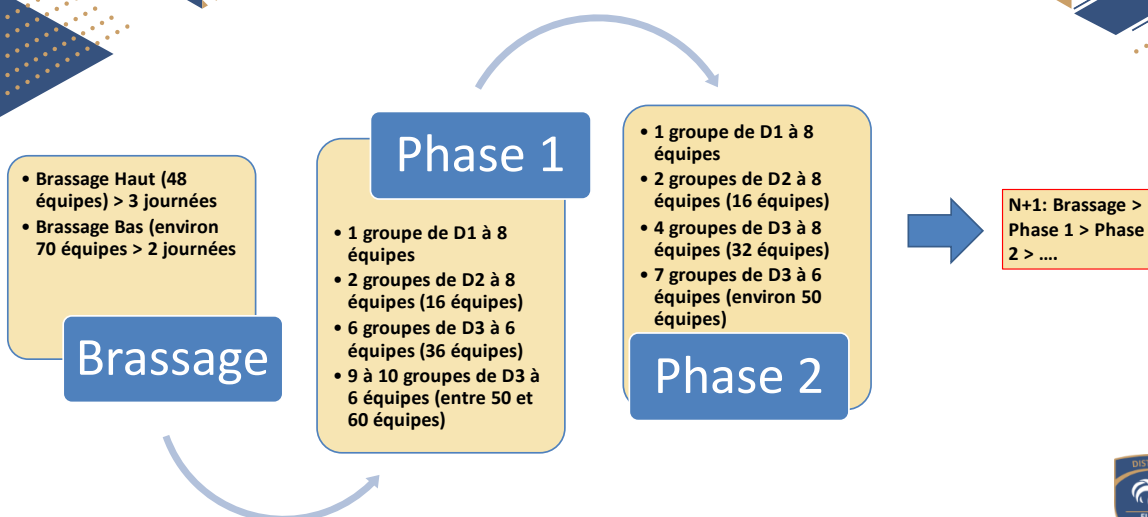 • Brassage Haut (48
équipes) > 3 journées
• Brassage Bas (environ
70 équipes > 2 journées
Brassage
Phase 1
• 1 groupe de D1 à 8
équipes
• 2 groupes de D2 à 8
équipes (16 équipes)
• 6 groupes de D3 à 6
équipes (36 équipes)
• 9 à 10 groupes de D3 à
6 équipes (entre 50 et
60 équipes)
• 1 groupe de D1 à 8
équipes
• 2 groupes de D2 à 8
équipes (16 équipes)
• 4 groupes de D3 à 8
équipes (32 équipes)
• 7 groupes de D3 à 6
équipes (environ 50
équipes)
Phase 2
N+1: Brassage >
Phase 1 > Phase
2 > ....